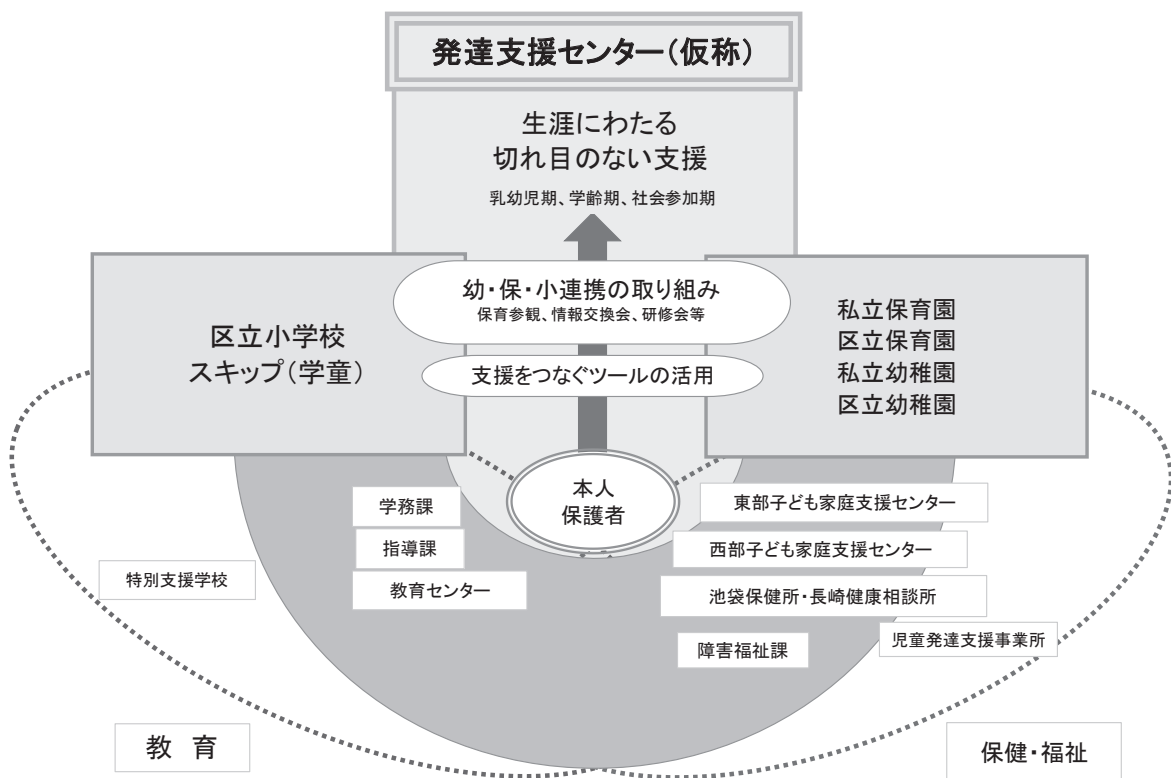 発達支援センター（仮称）
生涯にわたる
切れ目のない支援
乳幼児期、学齢期、社会参加期
幼・保・小連携の取り組み
保育参観、情報交換会、研修会等
支援をつなぐツールの活用
区立小学校
スキップ（学童）
私立保育園
区立保育園
私立幼稚園
区立幼稚園
本人
保護者
学務課
指導課
教育センター
特別支援学校
東部子ども家庭支援センター
西部子ども家庭支援センター
池袋保健所・長崎健康相談所
障害福祉課
児童発達支援事業所
教　育
保健・福祉